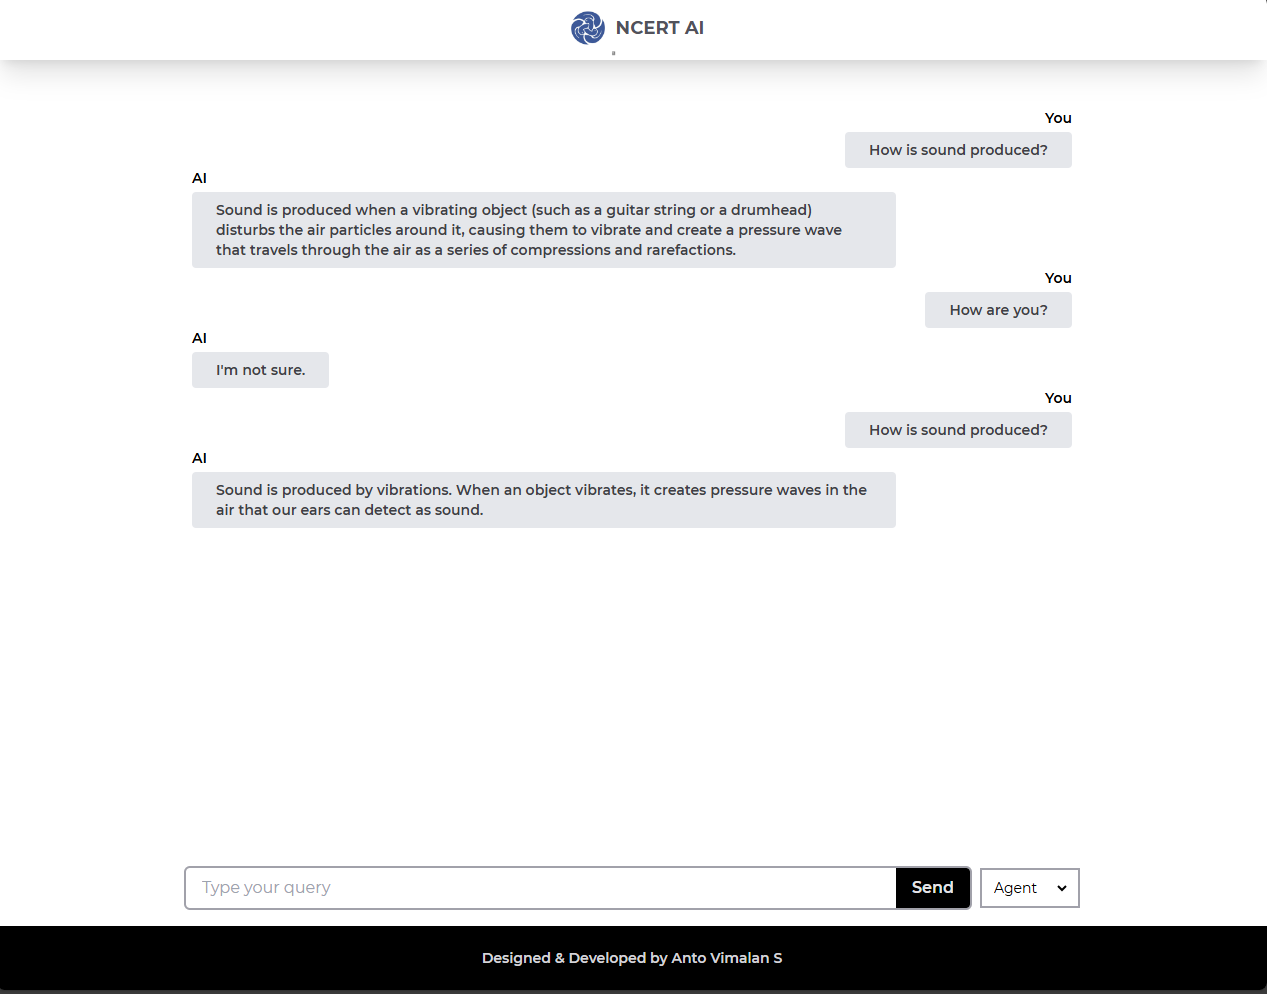 NCERT AI
You
How is sound produced?
AI
Sound is produced when a vibrating object (such as a guitar string or a drumhead)
disturbs the air particles around it, causing them to vibrate and create a pressure wave
that travels through the air as a series of compressions and rarefactions.
You
How are you?
AI
I'm not sure.
You
How is sound produced?
AI
Sound is produced by vibrations. When an object vibrates, it creates pressure waves in the
air that our ears can detect as sound.
Type your query
Send
Agent
Designed & Developed by Anto Vimalan S